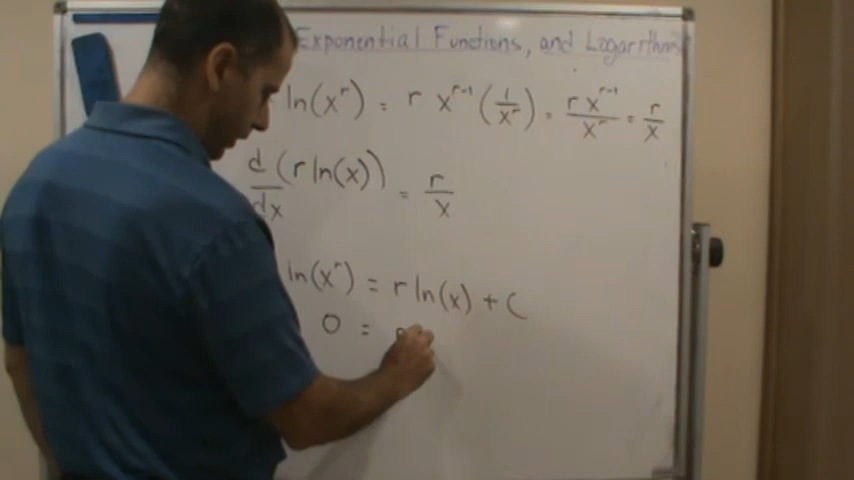 Exponential Functions, and Logarithms
ln(x^r) = r x^{r-1} (1/x^r) = r x^{r-1}/x^r = r/x
d/dx (r ln(x)) = r/x
ln(x^r) = r ln(x) + C
0 =